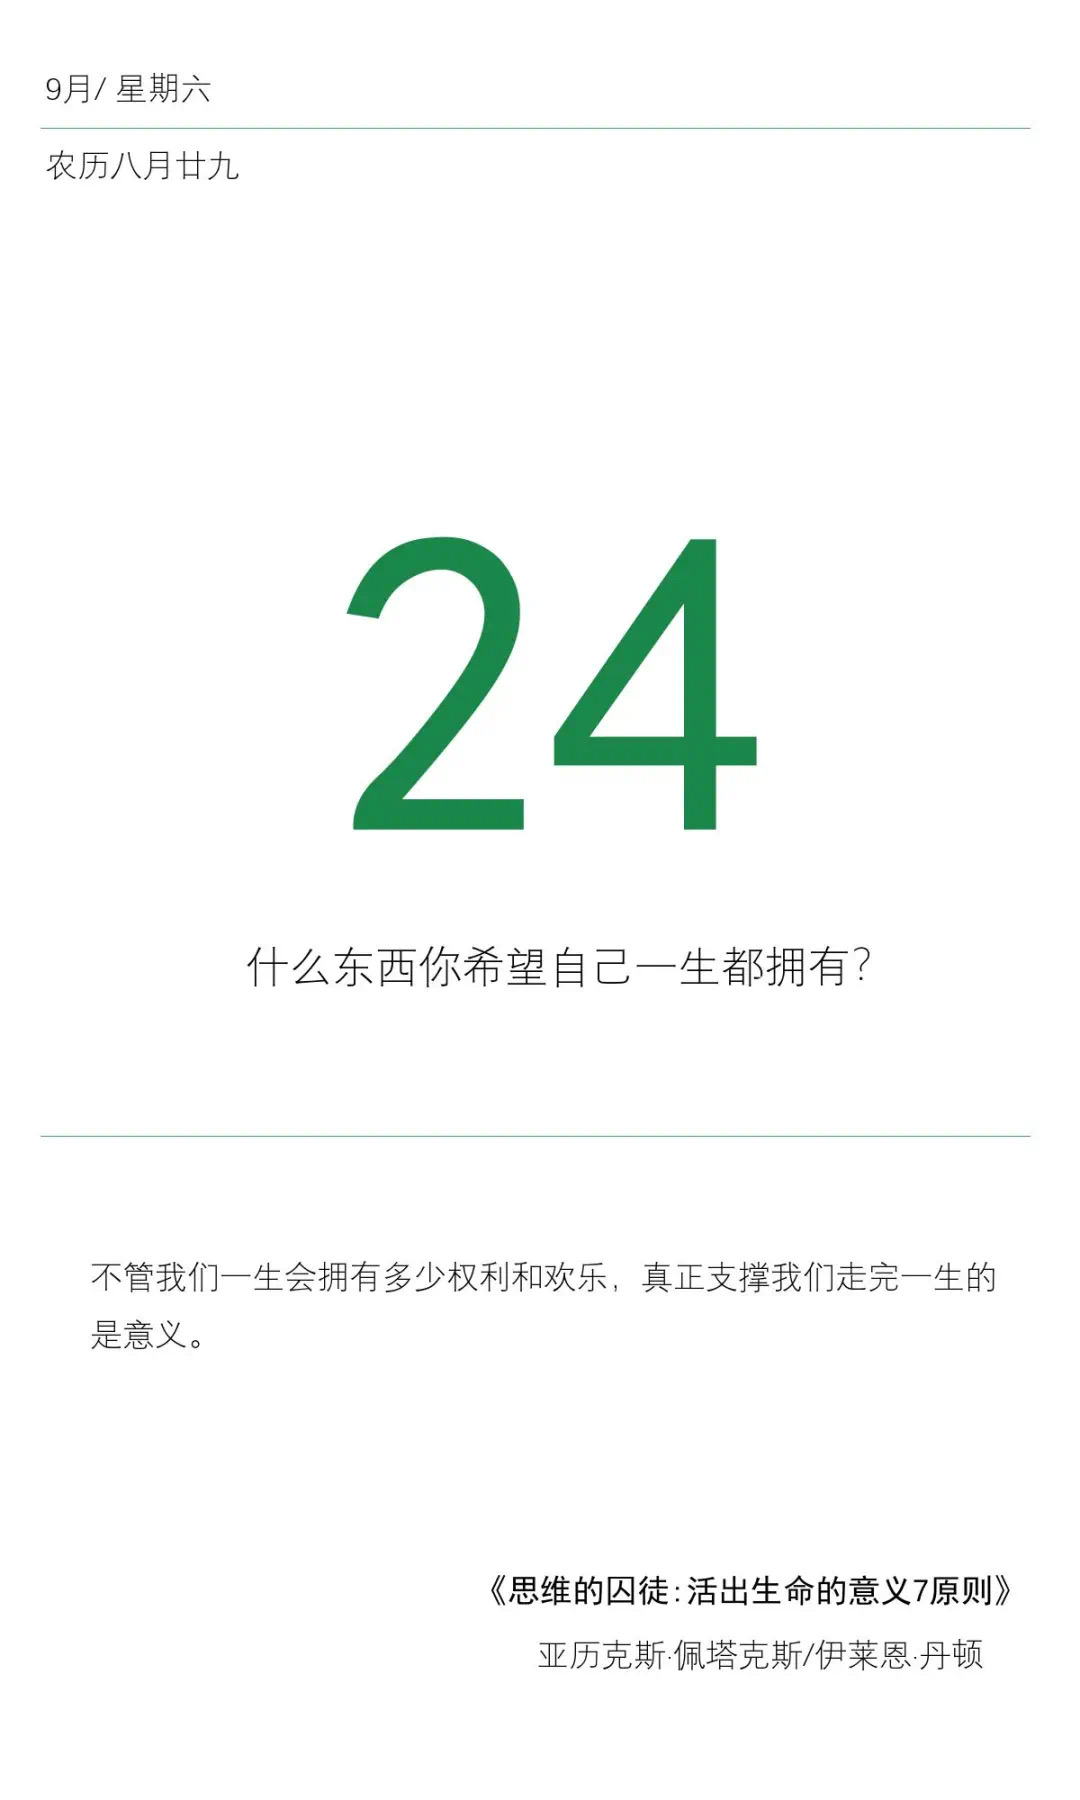 9月/ 星期六
农历八月廿九
24
什么东西你希望自己一生都拥有?
不管我们一生会拥有多少权利和欢乐，真正支撑我们走完一生的
是意义。
《思维的囚徒:活出生命的意义7原则》
亚历克斯·佩塔克斯/伊莱恩·丹顿